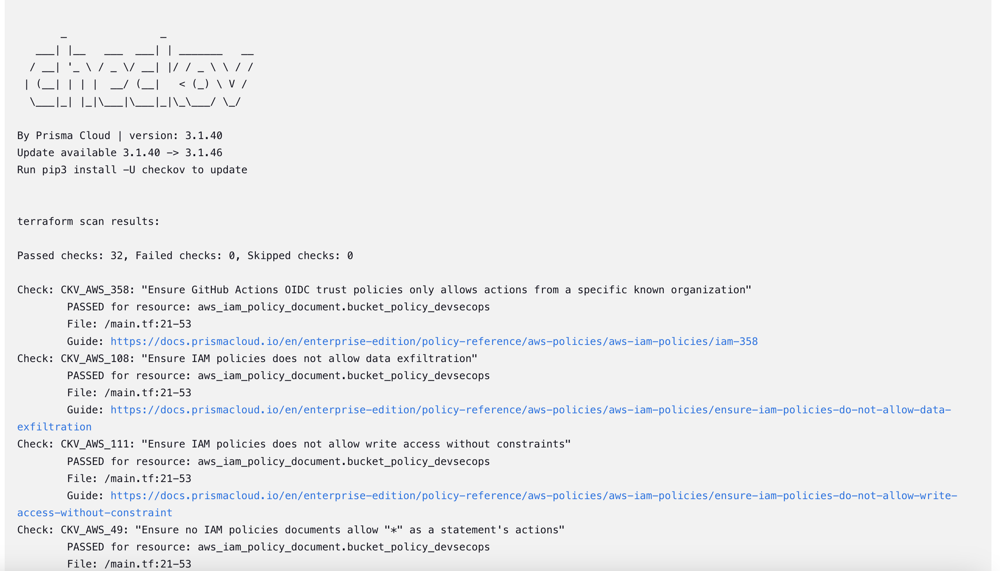 _               _
   ___| |__   ___  ___| | _______   __
  / __| '_ \ / _ \/ __| |/ / _ \ \ / /
 | (__| | | |  __/ (__|   < (_) \ V /
  \___|_| |_|\___|\___|_|\_\___/ \_/
By Prisma Cloud | version: 3.1.40
Update available 3.1.40 -> 3.1.46
Run pip3 install -U checkov to update
terraform scan results:
Passed checks: 32, Failed checks: 0, Skipped checks: 0
Check: CKV_AWS_358: "Ensure GitHub Actions OIDC trust policies only allows actions from a specific known organization"
        PASSED for resource: aws_iam_policy_document.bucket_policy_devsecops
        File: /main.tf:21-53
        Guide: https://docs.prismacloud.io/en/enterprise-edition/policy-reference/aws-policies/aws-iam-policies/iam-358
Check: CKV_AWS_108: "Ensure IAM policies does not allow data exfiltration"
        PASSED for resource: aws_iam_policy_document.bucket_policy_devsecops
        File: /main.tf:21-53
        Guide: https://docs.prismacloud.io/en/enterprise-edition/policy-reference/aws-policies/aws-iam-policies/ensure-iam-policies-do-not-allow-data-
exfiltration
Check: CKV_AWS_111: "Ensure IAM policies does not allow write access without constraints"
        PASSED for resource: aws_iam_policy_document.bucket_policy_devsecops
        File: /main.tf:21-53
        Guide: https://docs.prismacloud.io/en/enterprise-edition/policy-reference/aws-policies/aws-iam-policies/ensure-iam-policies-do-not-allow-write-
access-without-constraint
Check: CKV_AWS_49: "Ensure no IAM policies documents allow "*" as a statement's actions"
        PASSED for resource: aws_iam_policy_document.bucket_policy_devsecops
        File: /main.tf:21-53